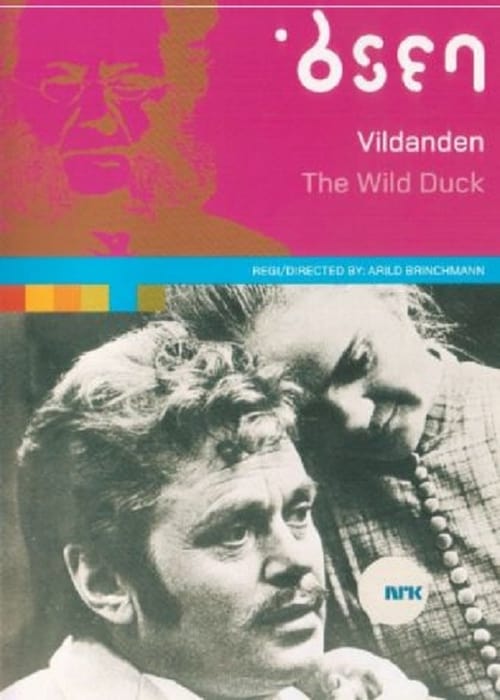 ibsen
Vildanden
The Wild Duck
REGI/DIRECTED BY: ARILD BRINCHMANN
NRK